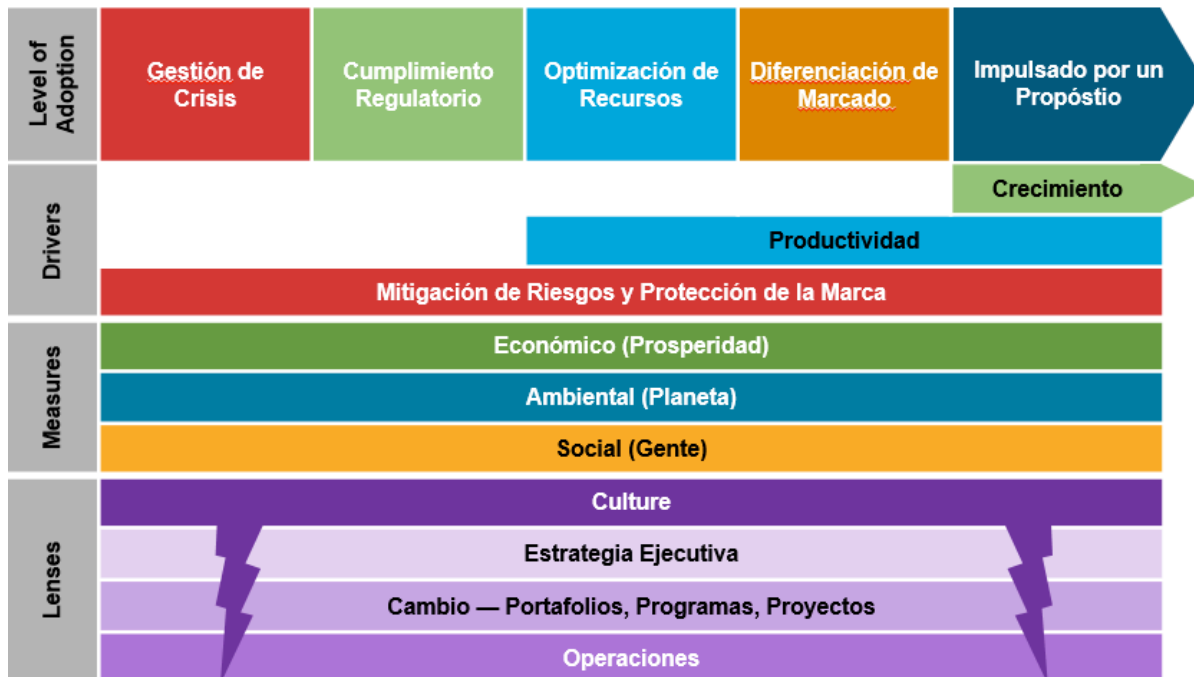 Level of
Adoption
Gestión de
Crisis
Cumplimiento
Regulatorio
Optimización de
Recursos
Diferenciación de
Marcado
Impulsado por un
Propóstio
Drivers
Crecimiento
Productividad
Mitigación de Riesgos y Protección de la Marca
Measures
Económico (Prosperidad)
Ambiental (Planeta)
Social (Gente)
Lenses
Culture
Estrategia Ejecutiva
Cambio — Portafolios, Programas, Proyectos
Operaciones